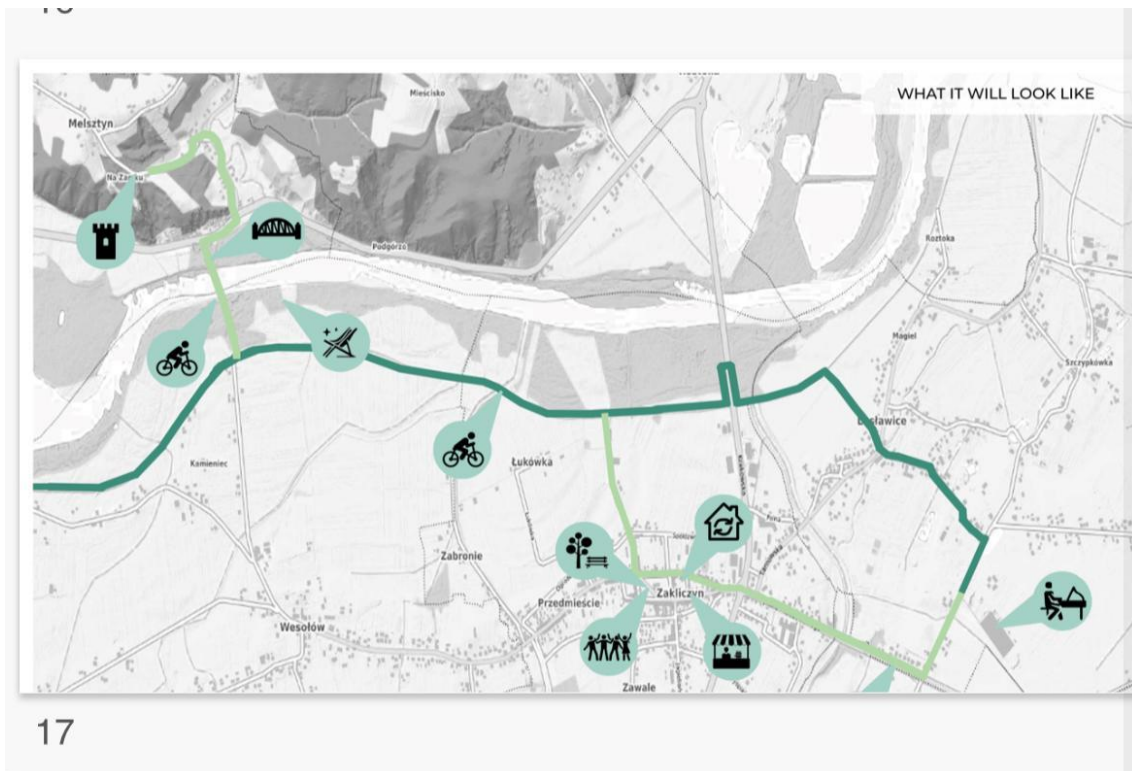 WHAT IT WILL LOOK LIKE
Mieścisko
Melsztyn
Na Zamku
Podgórze
Roztoka
Magiel
Szczypkówka
Kamieniec
Łukówka
Zabronie
Przedmieście
Zakliczyn
Wesołów
Zawale
17